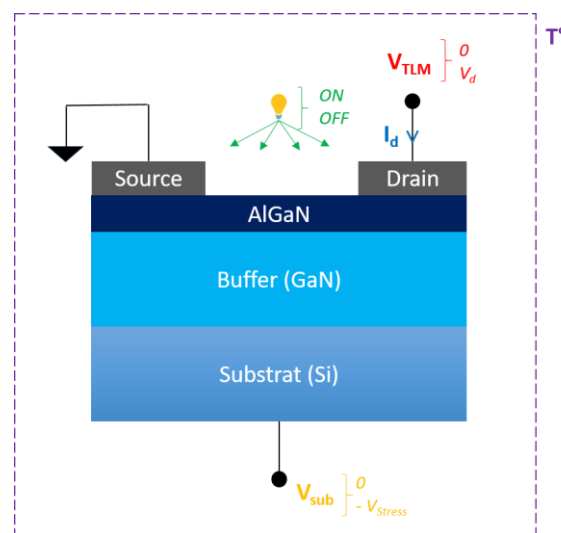 T°
V_TLM 0
V_d
ON
OFF
I_d
Source
Drain
AlGaN
Buffer (GaN)
Substrat (Si)
V_sub 0
- V_Stress